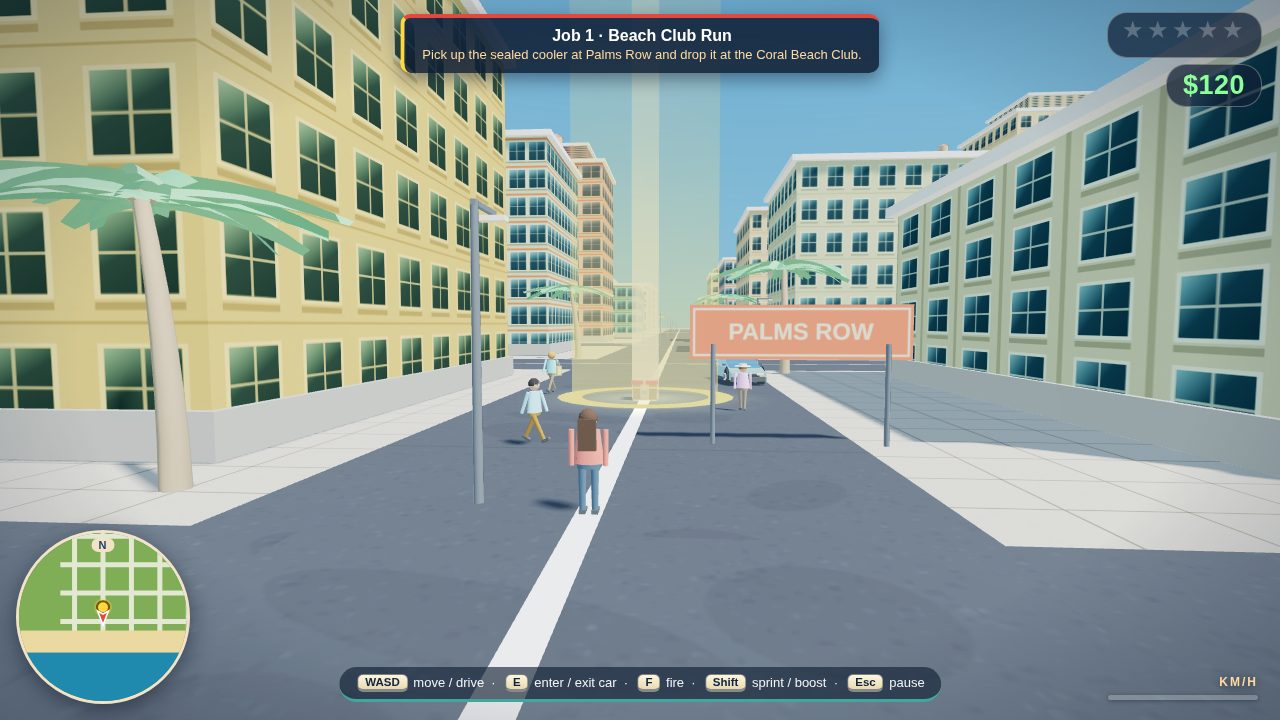 Job 1 · Beach Club Run
Pick up the sealed cooler at Palms Row and drop it at the Coral Beach Club.
$120
PALMS ROW
N
WASD move / drive · E enter / exit car · F fire · Shift sprint / boost · Esc pause
KM/H